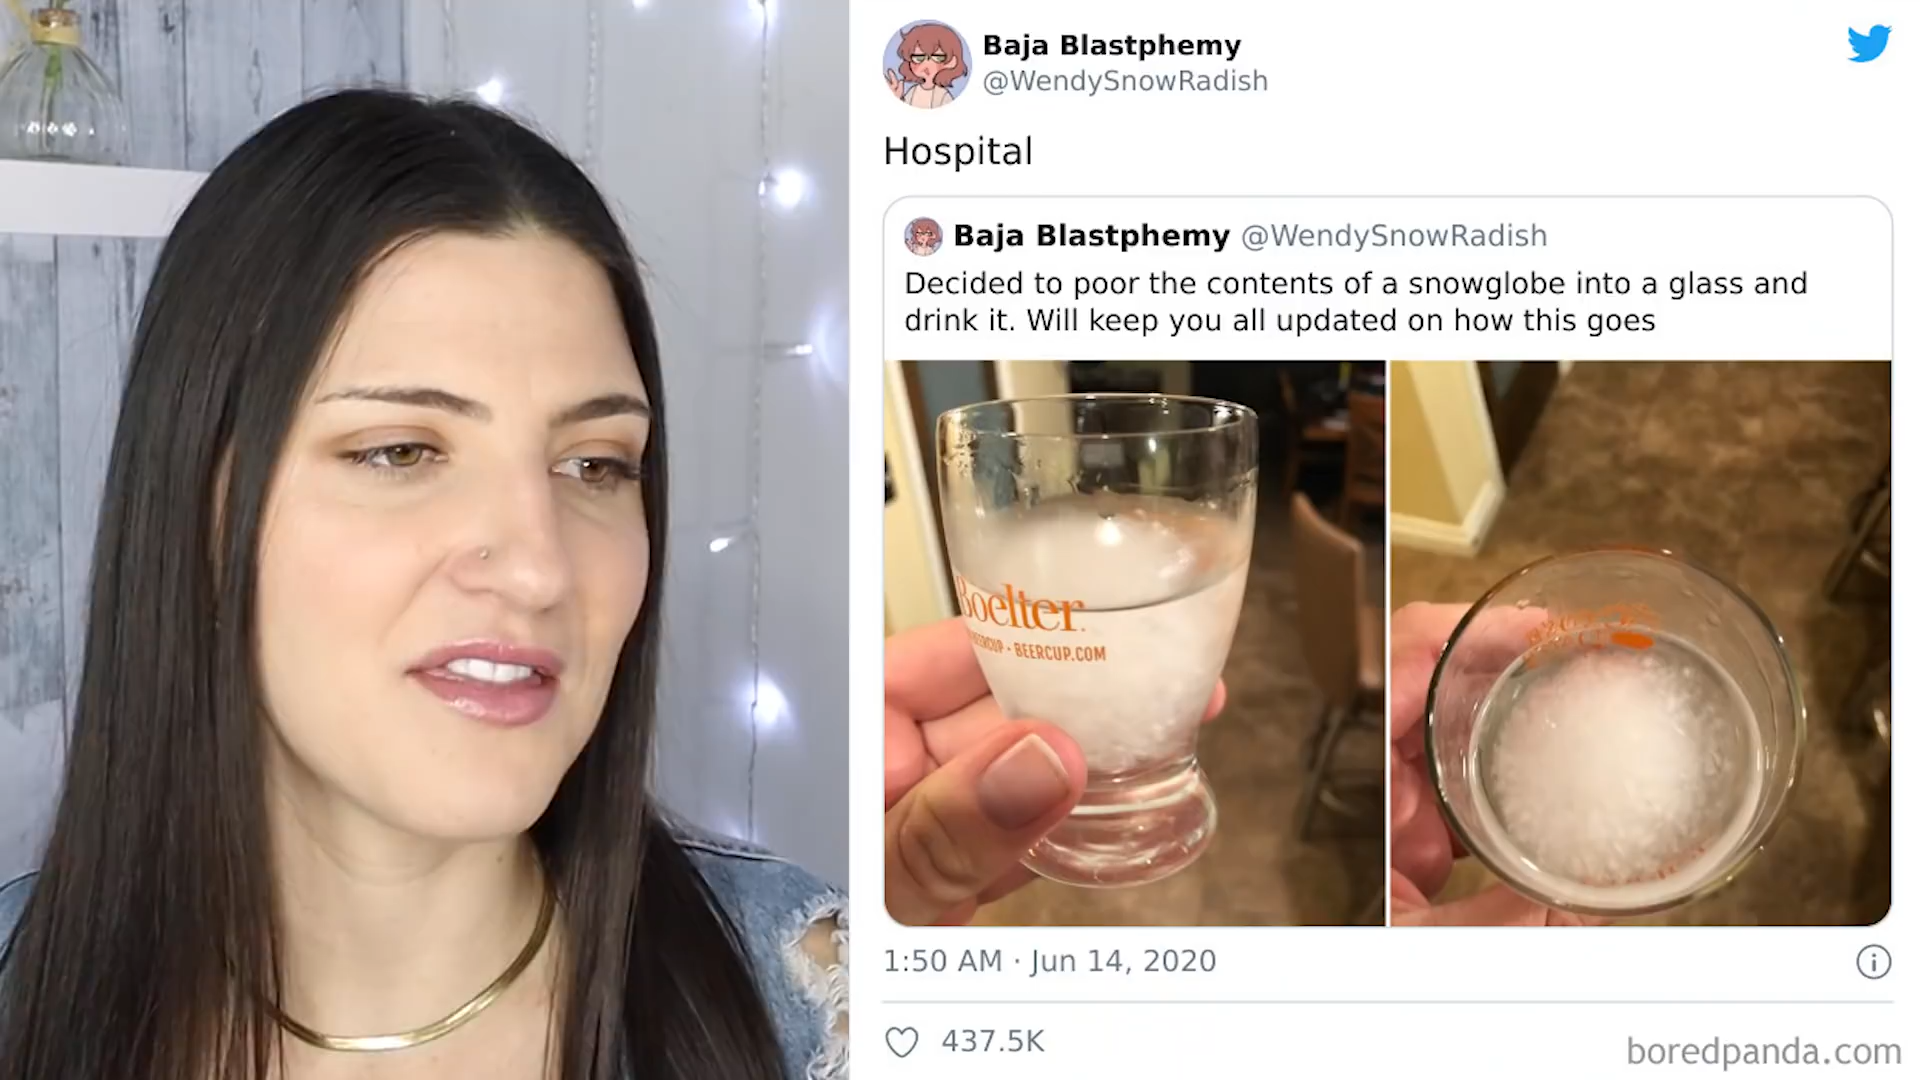 Baja Blastphemy
@WendySnowRadish
Hospital
Baja Blastphemy @WendySnowRadish
Decided to poor the contents of a snowglobe into a glass and
drink it. Will keep you all updated on how this goes
Boelter.
BEERCUP • BEERCUP.COM
1:50 AM · Jun 14, 2020
437.5K
boredpanda.com